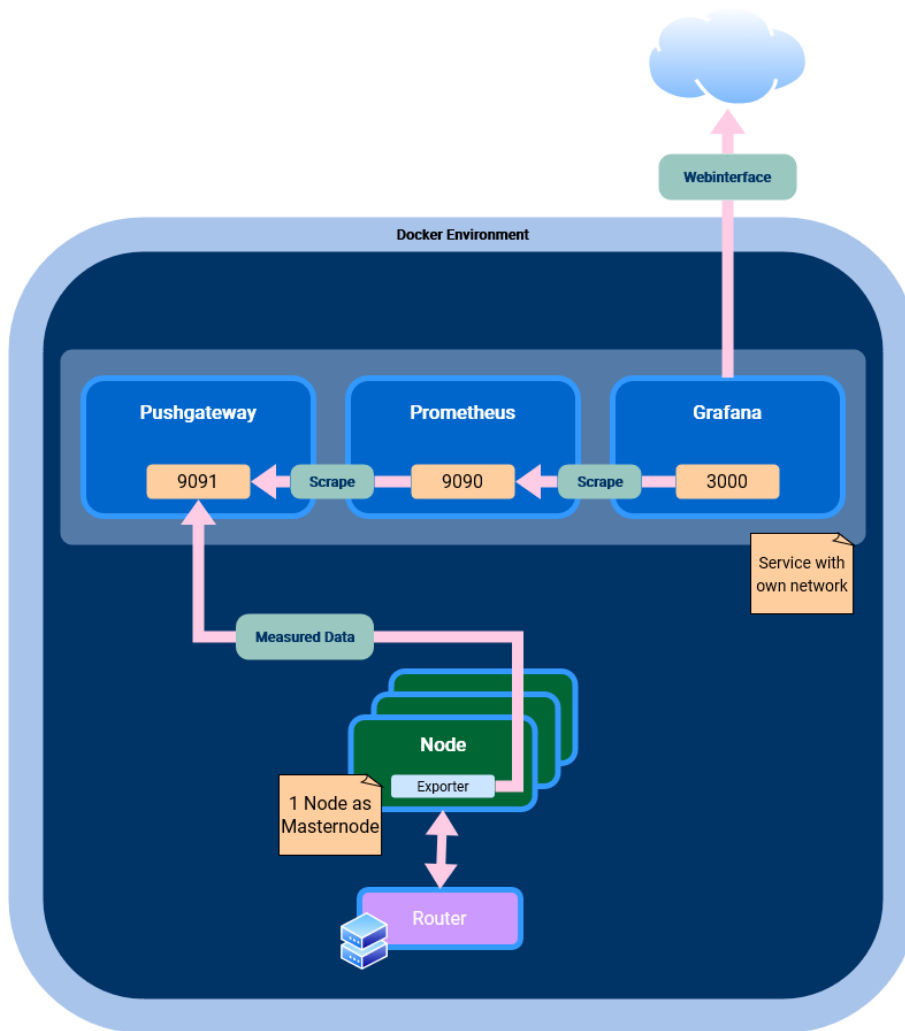 Webinterface
Docker Environment
Pushgateway
Prometheus
Grafana
9091
Scrape
9090
Scrape
3000
Service with
own network
Measured Data
Node
Exporter
1 Node as
Masternode
Router